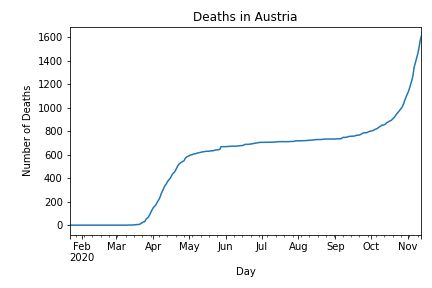 Deaths in Austria
1600
1400
1200
1000
800
600
400
200
0
Number of Deaths
Feb Mar Apr May Jun Jul Aug Sep Oct Nov
2020
Day